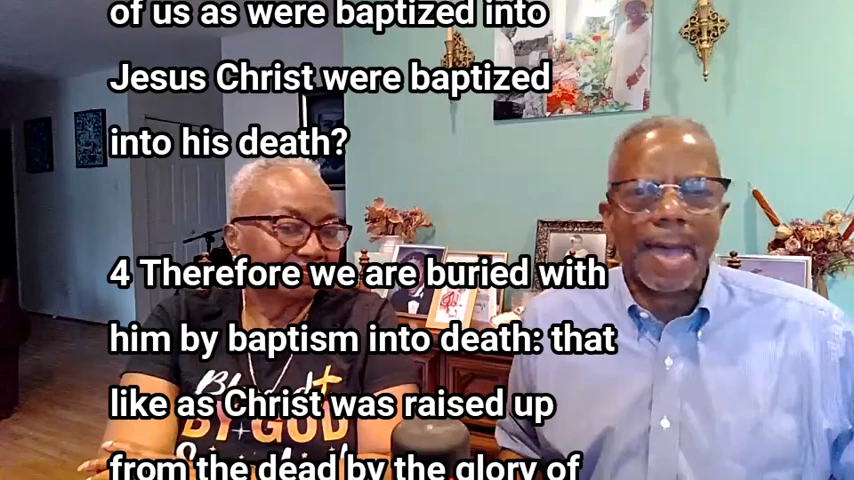 of us as were baptized into
Jesus Christ were baptized
into his death?
4 Therefore we are buried with
him by baptism into death: that
like as Christ was raised up
from the dead by the glory of
BY GOD